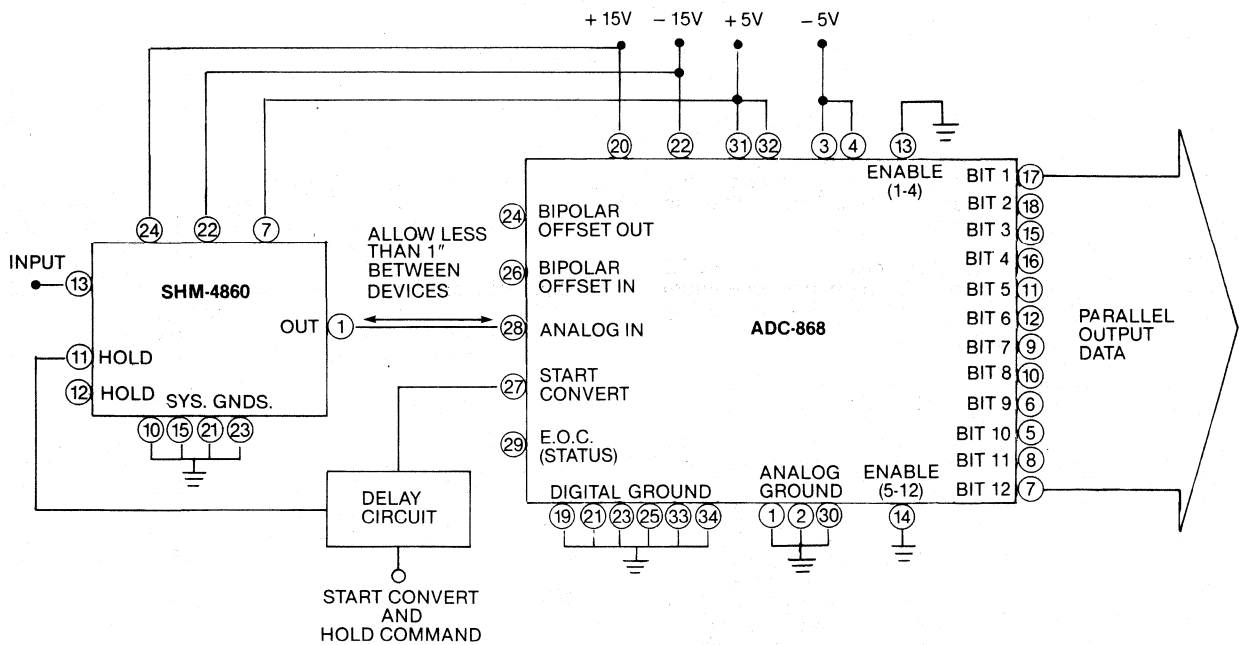 + 15V
− 15V
+ 5V
− 5V
20
22
31
32
3
4
13
24
22
7
INPUT
13
SHM-4860
OUT
1
11
HOLD
12
HOLD
SYS. GNDS.
10
15
21
23
ALLOW LESS
THAN 1″
BETWEEN
DEVICES
ADC-868
24
BIPOLAR
OFFSET OUT
26
BIPOLAR
OFFSET IN
28
ANALOG IN
27
START
CONVERT
29
E.O.C.
(STATUS)
ENABLE
(1-4)
BIT 1
17
BIT 2
18
BIT 3
15
BIT 4
16
BIT 5
11
BIT 6
12
BIT 7
9
BIT 8
10
BIT 9
6
BIT 10
5
BIT 11
8
BIT 12
7
PARALLEL
OUTPUT
DATA
DIGITAL GROUND
19
21
23
25
33
34
ANALOG
GROUND
1
2
30
ENABLE
(5-12)
14
DELAY
CIRCUIT
START CONVERT
AND
HOLD COMMAND